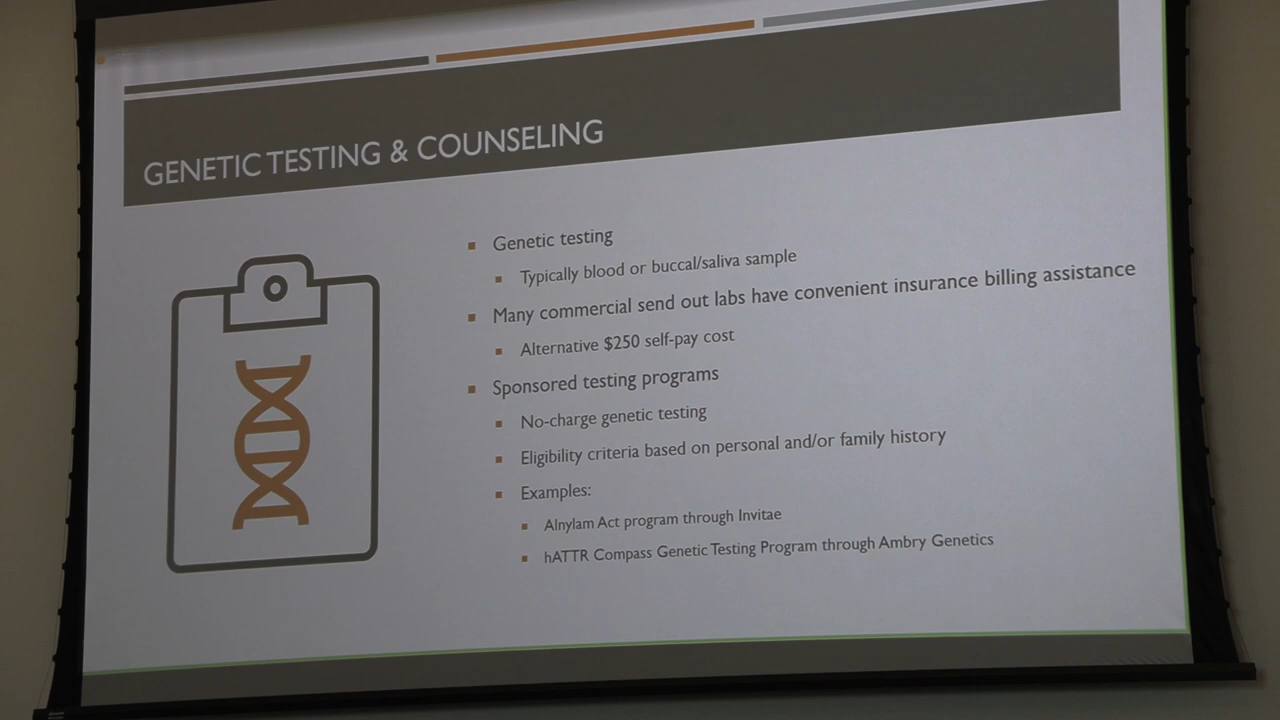 GENETIC TESTING & COUNSELING
Genetic testing
Typically blood or buccal/saliva sample
Many commercial send out labs have convenient insurance billing assistance
Alternative $250 self-pay cost
Sponsored testing programs
No-charge genetic testing
Eligibility criteria based on personal and/or family history
Examples:
Alnylam Act program through Invitae
hATTR Compass Genetic Testing Program through Ambry Genetics